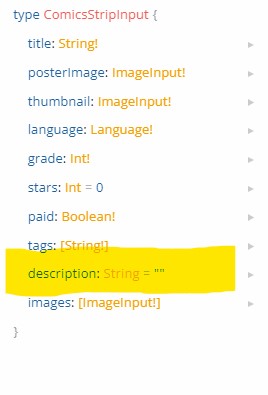 type ComicsStripInput {
title: String!
posterImage: ImageInput!
thumbnail: ImageInput!
language: Language!
grade: Int!
stars: Int = 0
paid: Boolean!
tags: [String!]
description: String = ""
images: [ImageInput!]
}